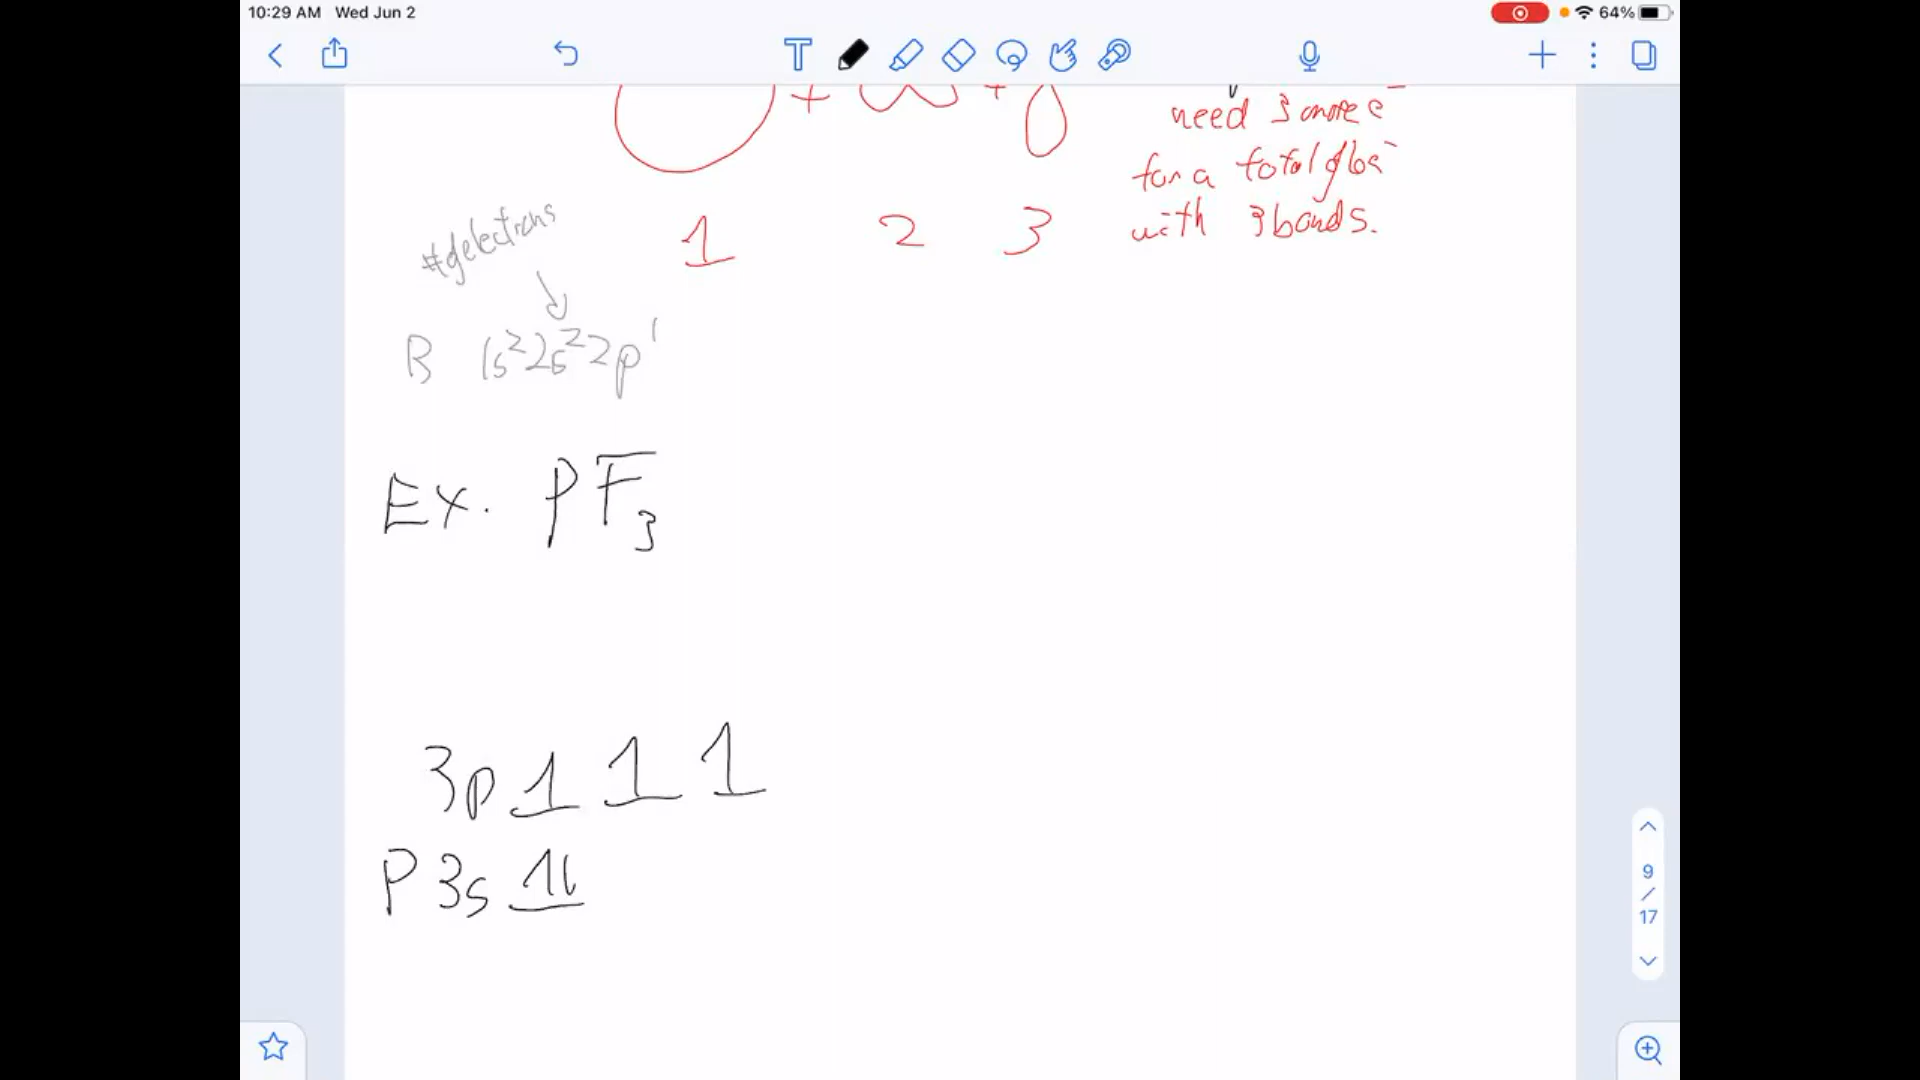 10:29 AM Wed Jun 2
64%
need 3 more e⁻
for a total of 6e⁻
with 3 bonds.
1 2 3
# of electrons
B 1s²2s²2p¹
Ex. PF₃
3p 1 1 1
P 3s 1l
9
/
17